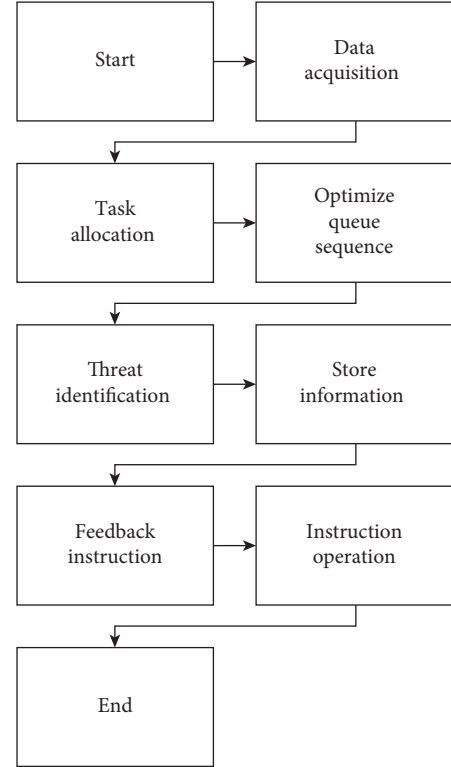 Start
Data
acquisition
Task
allocation
Optimize
queue
sequence
Threat
identification
Store
information
Feedback
instruction
Instruction
operation
End